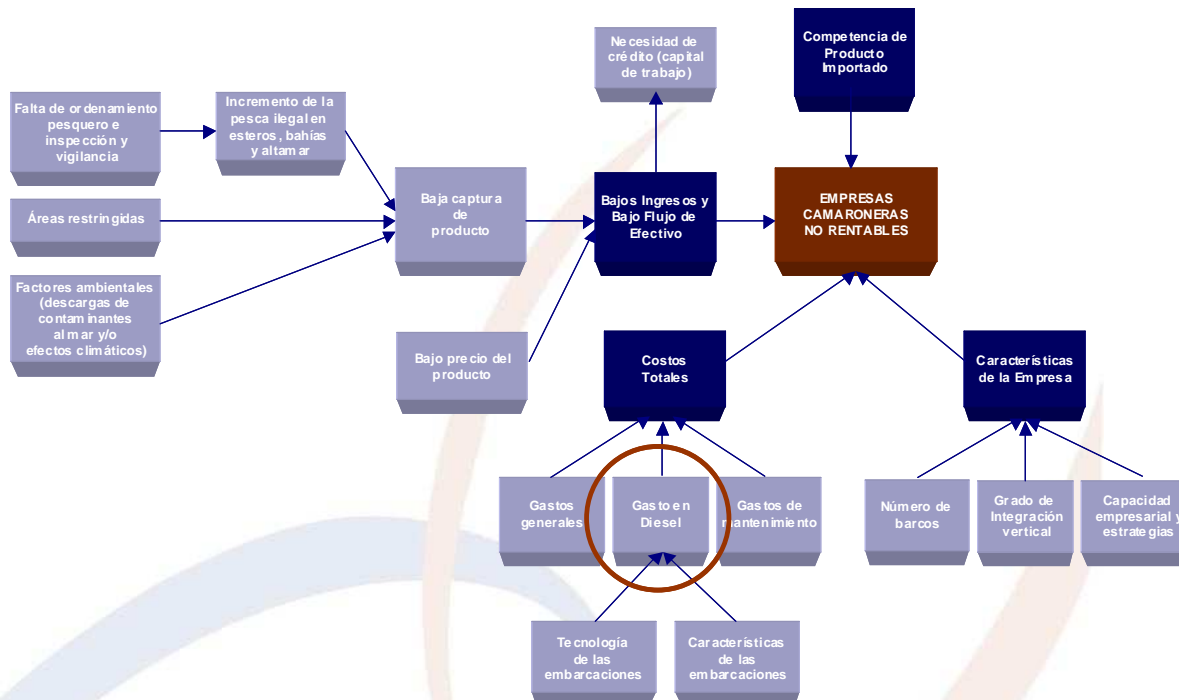 Necesidad de
crédito (capital
de trabajo)
Competencia de
Producto
Importado
Falta de ordenamiento
pesquero e
inspección y
vigilancia
Incremento de la
pesca ilegal en
esteros, bahías
y altamar
Áreas restringidas
Factores ambientales
(descargas de
contaminantes
al mar y/o
efectos climáticos)
Baja captura
de
producto
Bajos Ingresos y
Bajo Flujo de
Efectivo
EMPRESAS
CAMARONERAS
NO RENTABLES
Bajo precio del
producto
Costos
Totales
Características
de la Empresa
Gastos
generales
Gasto en
Diesel
Gastos de
mantenimiento
Número de
barcos
Grado de
Integración
vertical
Capacidad
empresarial y
estrategias
Tecnología
de las
embarcaciones
Características
de las
embarcaciones